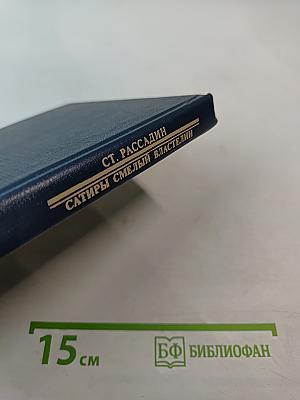 СТ. РАССАДИН
САТИРЫ СМЕЛЫЙ ВЛАСТЕЛИН
15 см
БФ БИБЛИОФАН